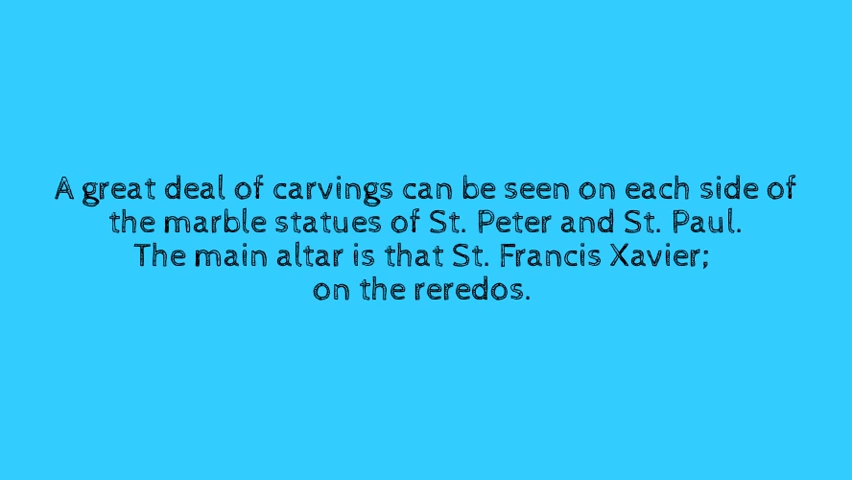 A great deal of carvings can be seen on each side of
the marble statues of St. Peter and St. Paul.
The main altar is that St. Francis Xavier;
on the reredos.